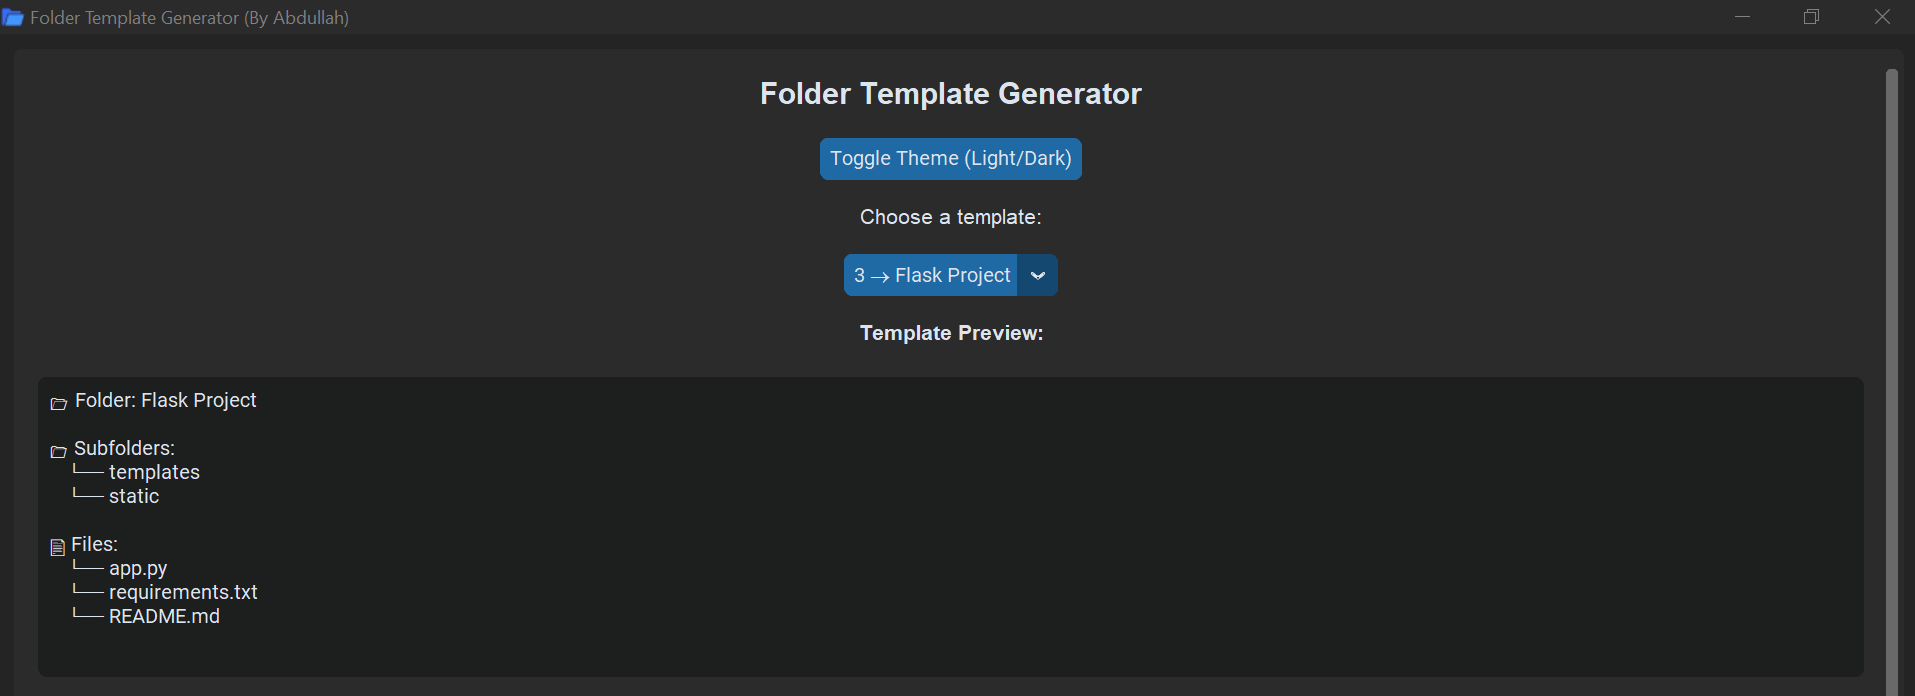 Folder Template Generator (By Abdullah)
Folder Template Generator
Toggle Theme (Light/Dark)
Choose a template:
3 → Flask Project
Template Preview:
Folder: Flask Project
Subfolders:
└── templates
└── static
Files:
└── app.py
└── requirements.txt
└── README.md